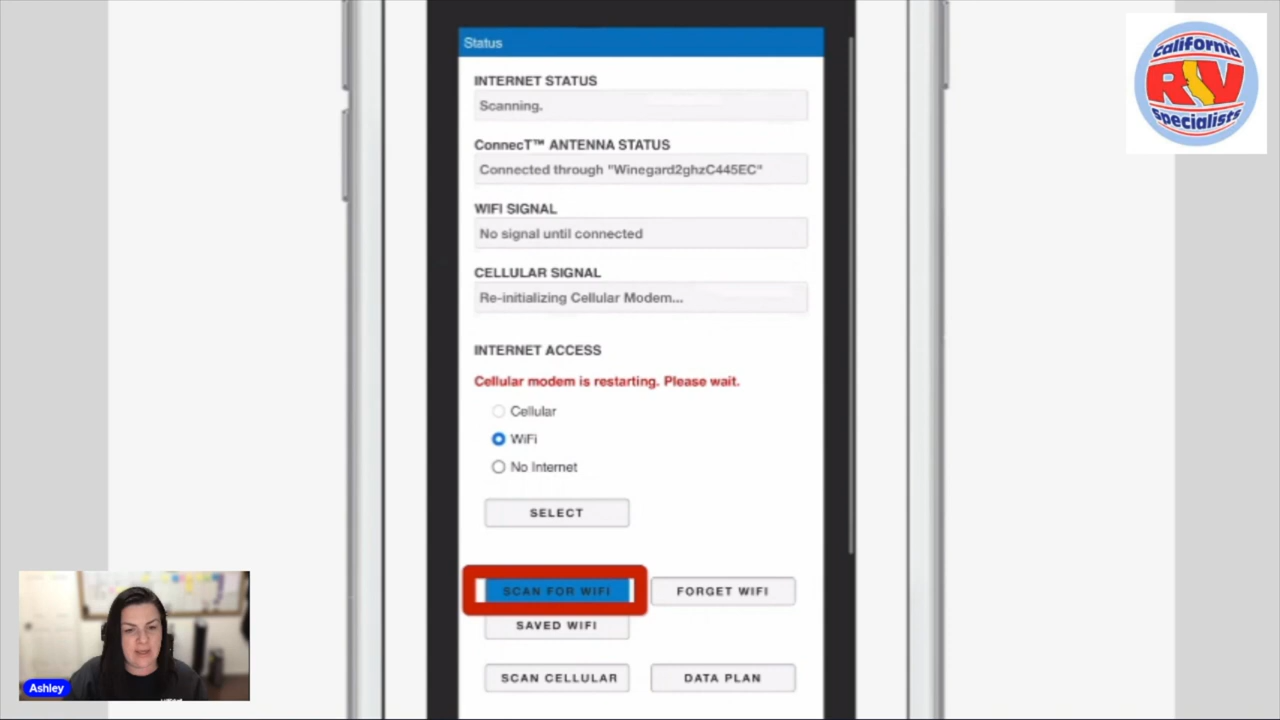 Status
INTERNET STATUS
Scanning.
ConnecT™ ANTENNA STATUS
Connected through "Winegard2ghzC445EC"
WIFI SIGNAL
No signal until connected
CELLULAR SIGNAL
Re-initializing Cellular Modem...
INTERNET ACCESS
Cellular modem is restarting. Please wait.
Cellular
WiFi
No Internet
SELECT
SCAN FOR WIFI
FORGET WIFI
SAVED WIFI
SCAN CELLULAR
DATA PLAN
California
RV
Specialists
Ashley